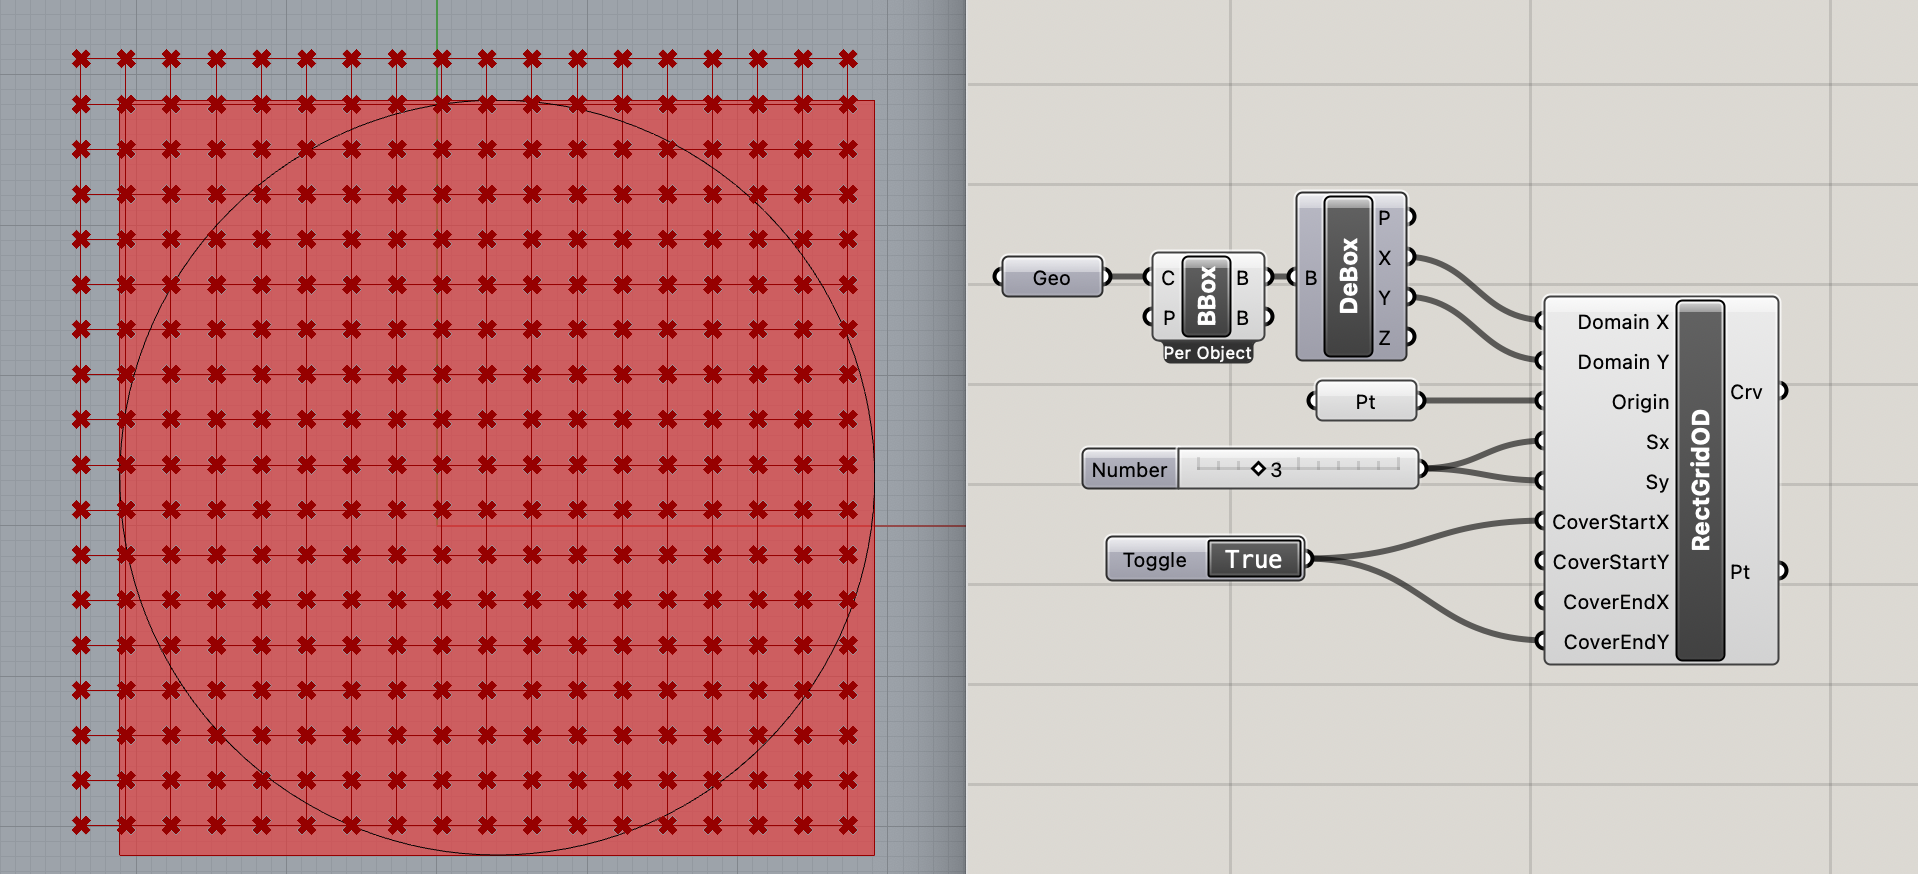 Geo
C
P
BBox
B
B
Per Object
B
DeBox
P
X
Y
Z
Pt
Number
3
Toggle
True
Domain X
Domain Y
Origin
Sx
Sy
CoverStartX
CoverStartY
CoverEndX
CoverEndY
RectGridOD
Crv
Pt